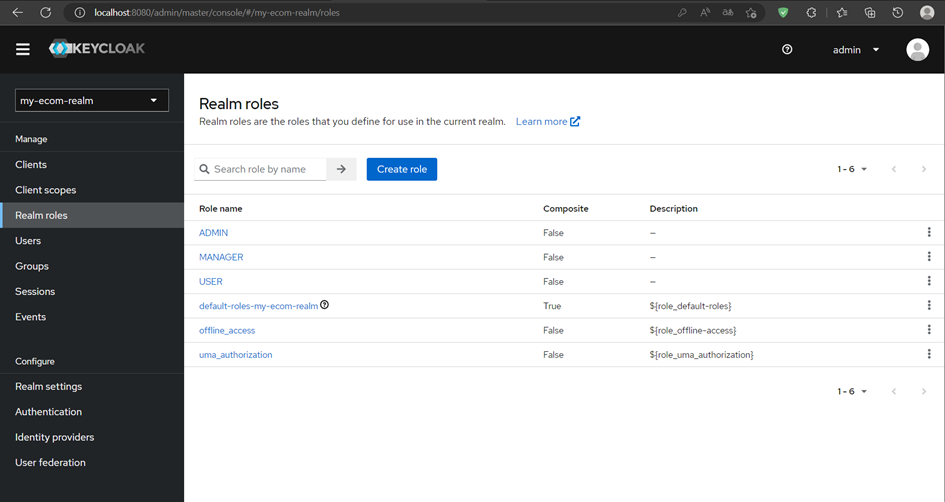 localhost:8080/admin/master/console/#/my-ecom-realm/roles
KEYCLOAK
admin
my-ecom-realm
Manage
Clients
Client scopes
Realm roles
Users
Groups
Sessions
Events
Configure
Realm settings
Authentication
Identity providers
User federation
Realm roles
Realm roles are the roles that you define for use in the current realm. Learn more
Search role by name
Create role
1 - 6
Role name Composite Description
ADMIN False –
MANAGER False –
USER False –
default-roles-my-ecom-realm True ${role_default-roles}
offline_access False ${role_offline-access}
uma_authorization False ${role_uma_authorization}
1 - 6